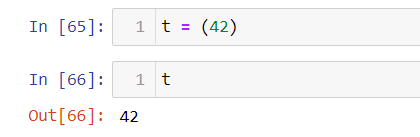 In [65]: 1 t = (42)
In [66]: 1 t
Out[66]: 42